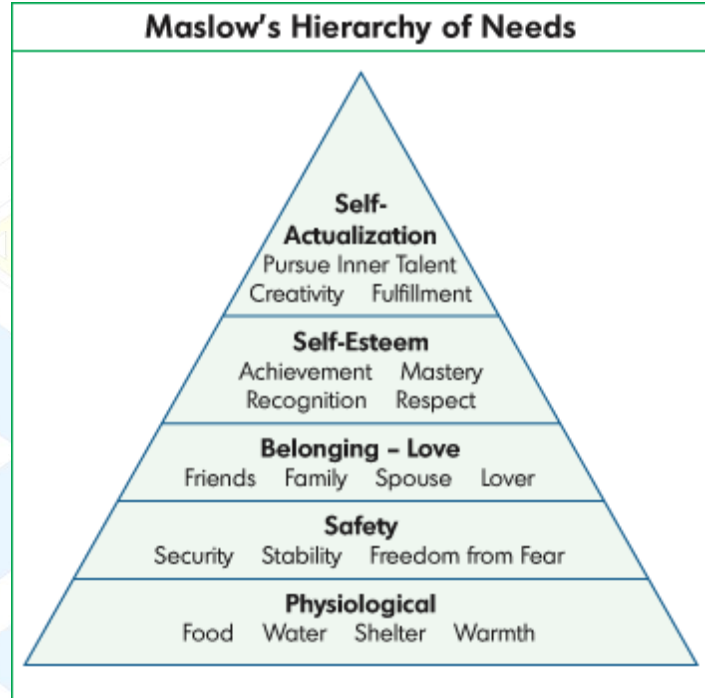 Maslow's Hierarchy of Needs
Self-
Actualization
Pursue Inner Talent
Creativity Fulfillment
Self-Esteem
Achievement Mastery
Recognition Respect
Belonging – Love
Friends Family Spouse Lover
Safety
Security Stability Freedom from Fear
Physiological
Food Water Shelter Warmth